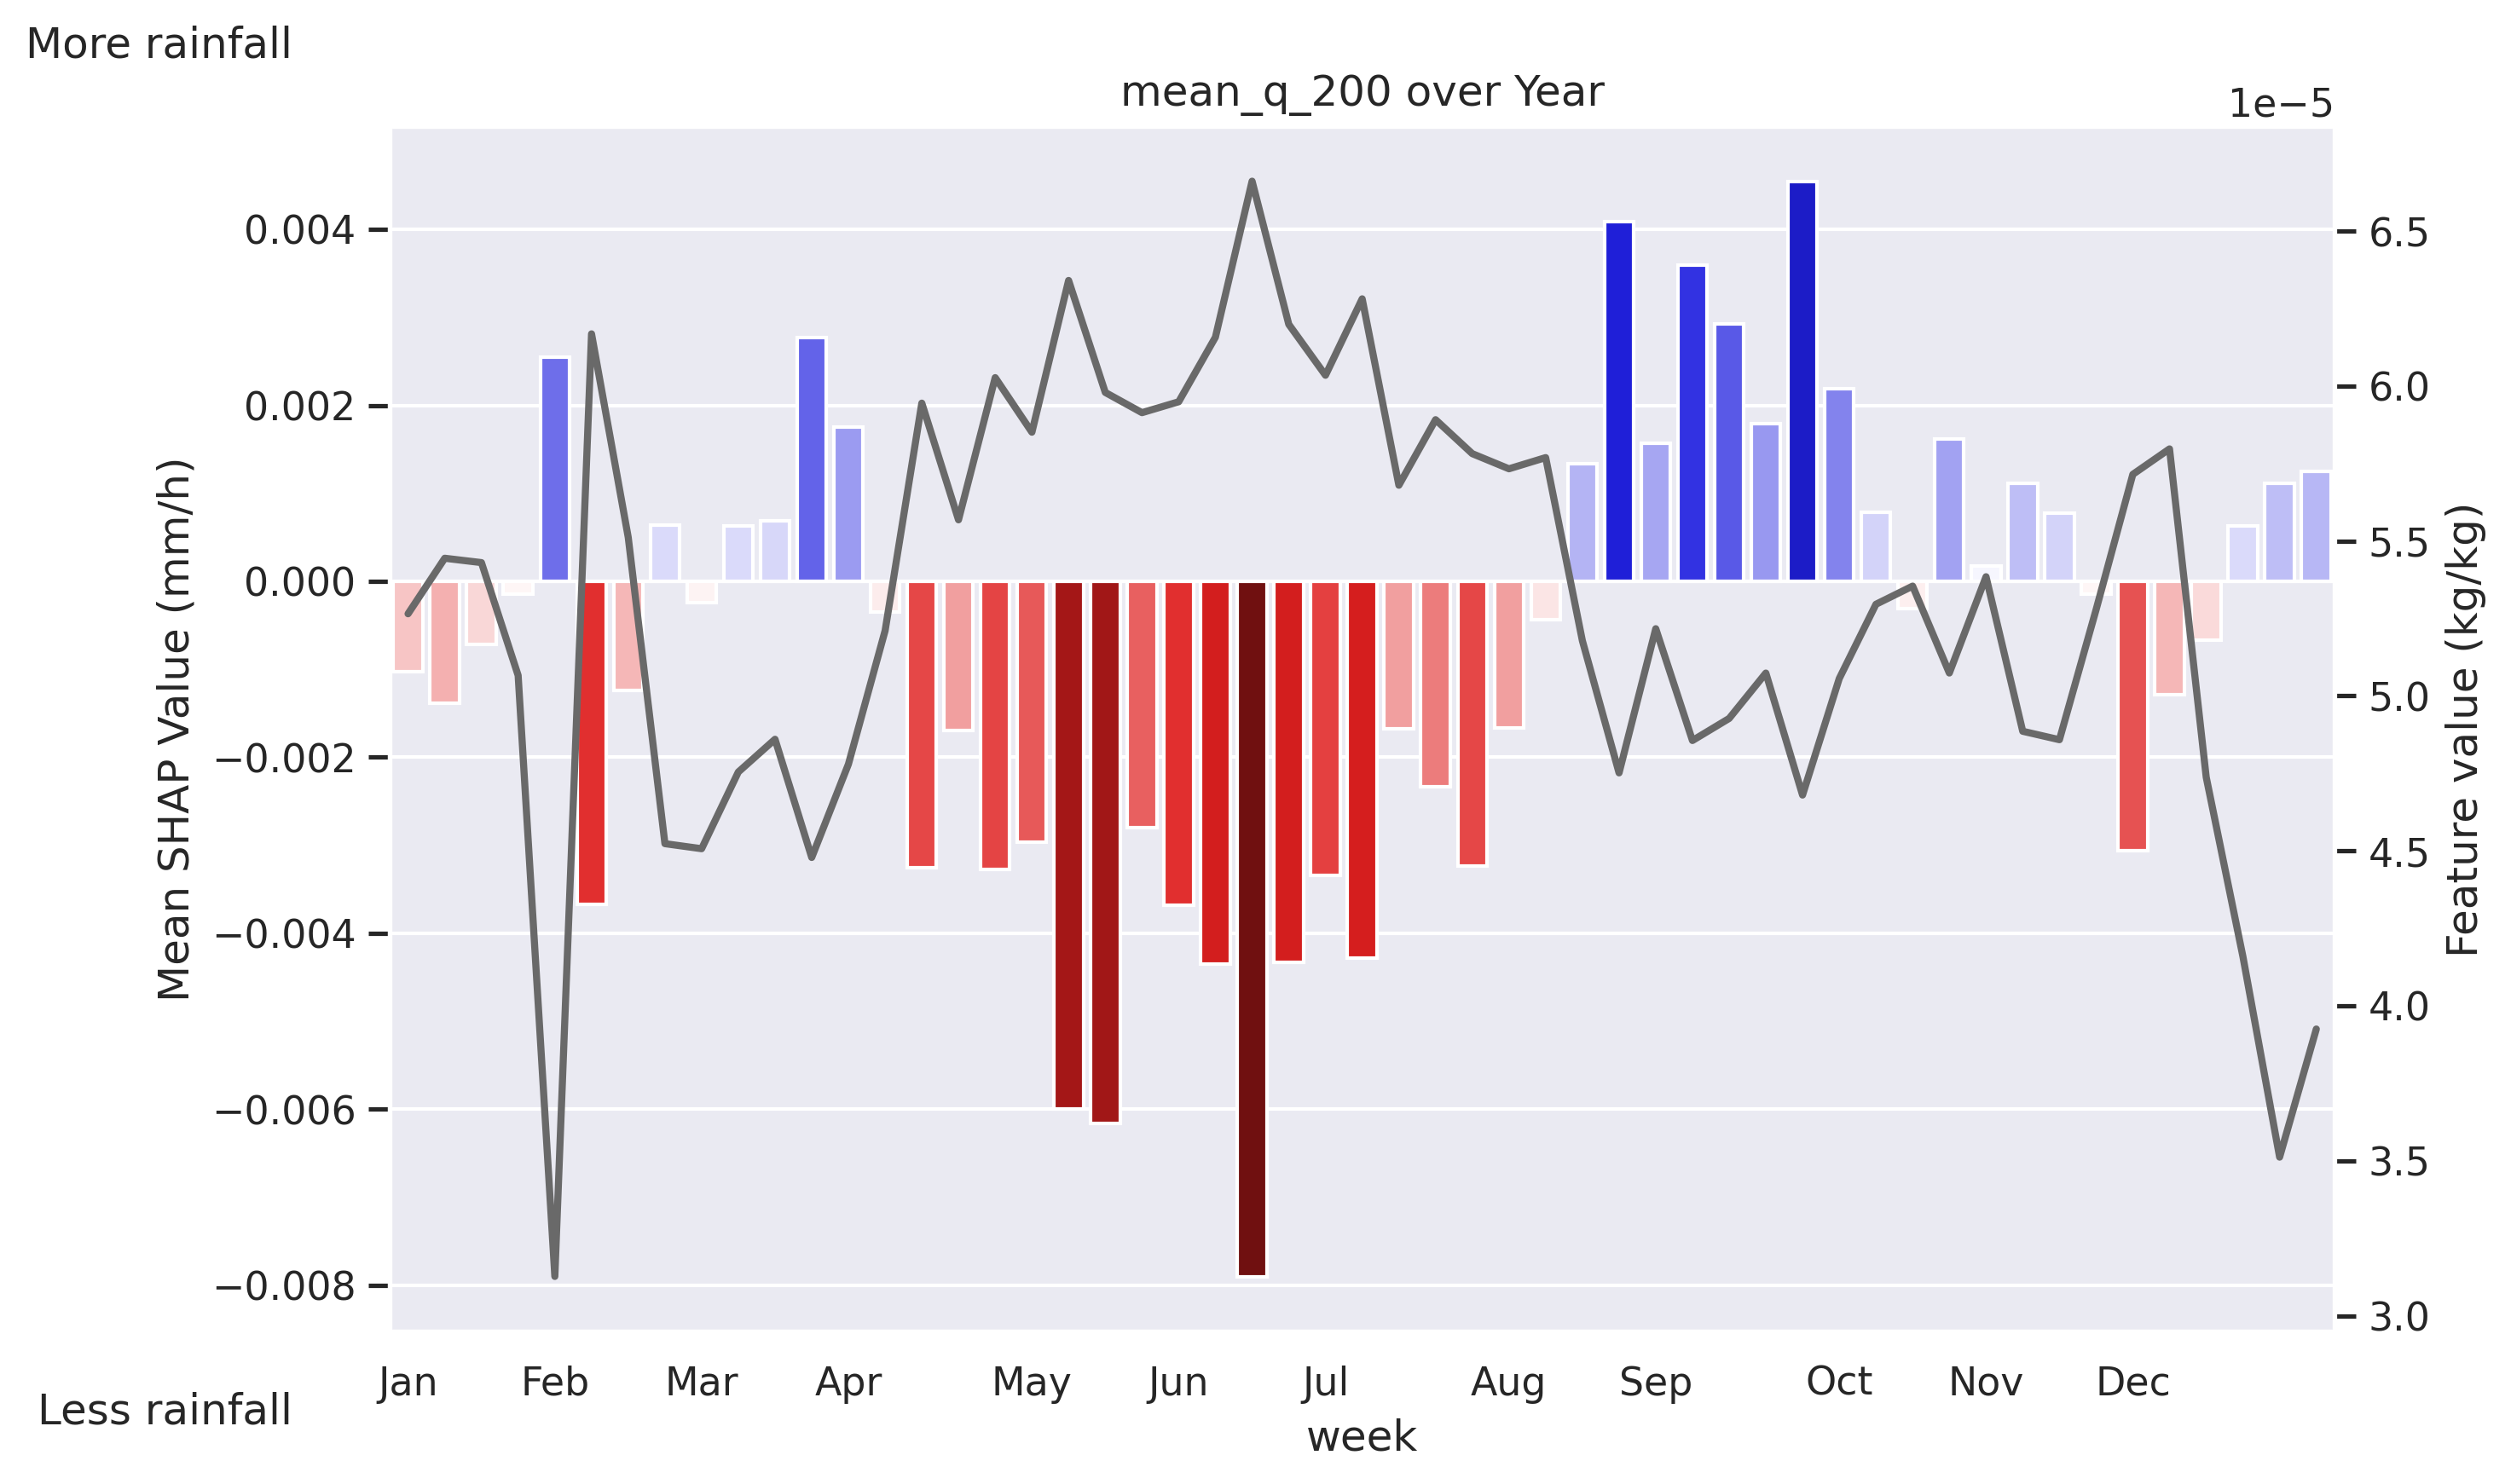 More rainfall
mean_q_200 over Year
1e−5
Mean SHAP Value (mm/h)
0.004
0.002
0.000
−0.002
−0.004
−0.006
−0.008
6.5
6.0
5.5
5.0
4.5
4.0
3.5
3.0
Feature value (kg/kg)
Jan Feb Mar Apr May Jun Jul Aug Sep Oct Nov Dec
Less rainfall
week